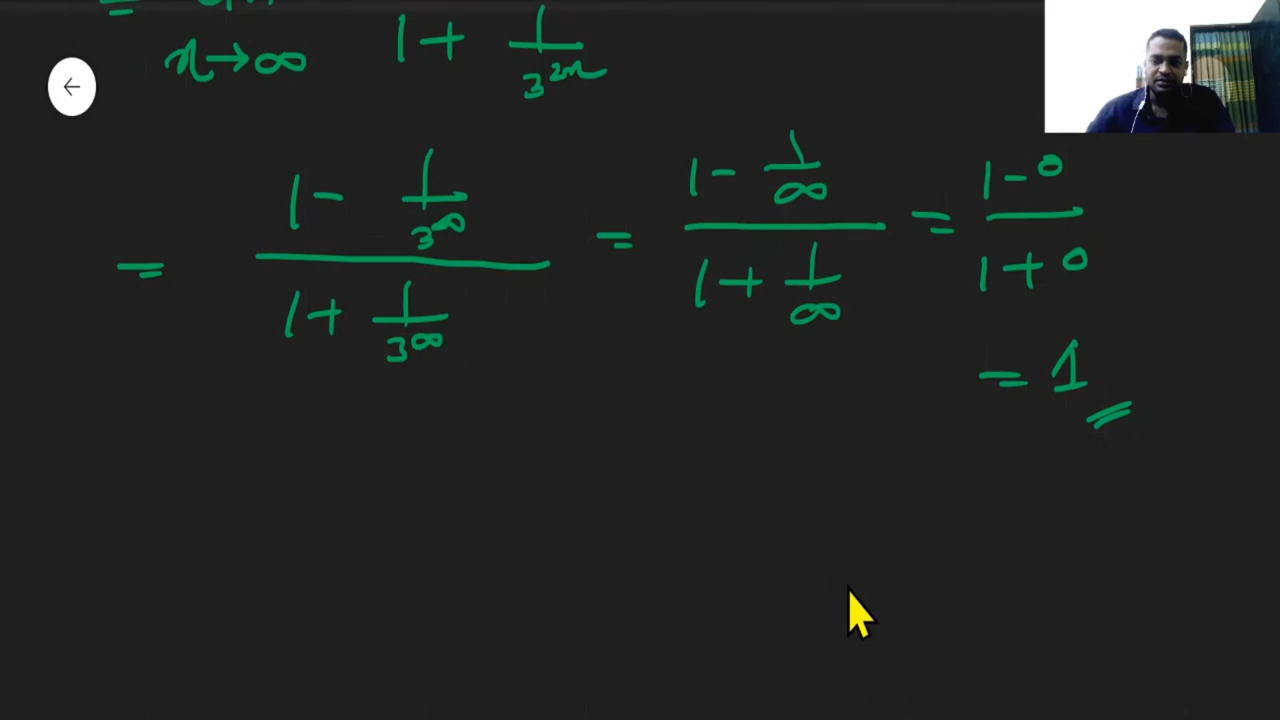 =
x→∞ 1 + 1/3^{2x}
= (1 - 1/3^∞)/(1 + 1/3^∞) = (1 - 1/∞)/(1 + 1/∞) = (1 - 0)/(1 + 0)
= 1